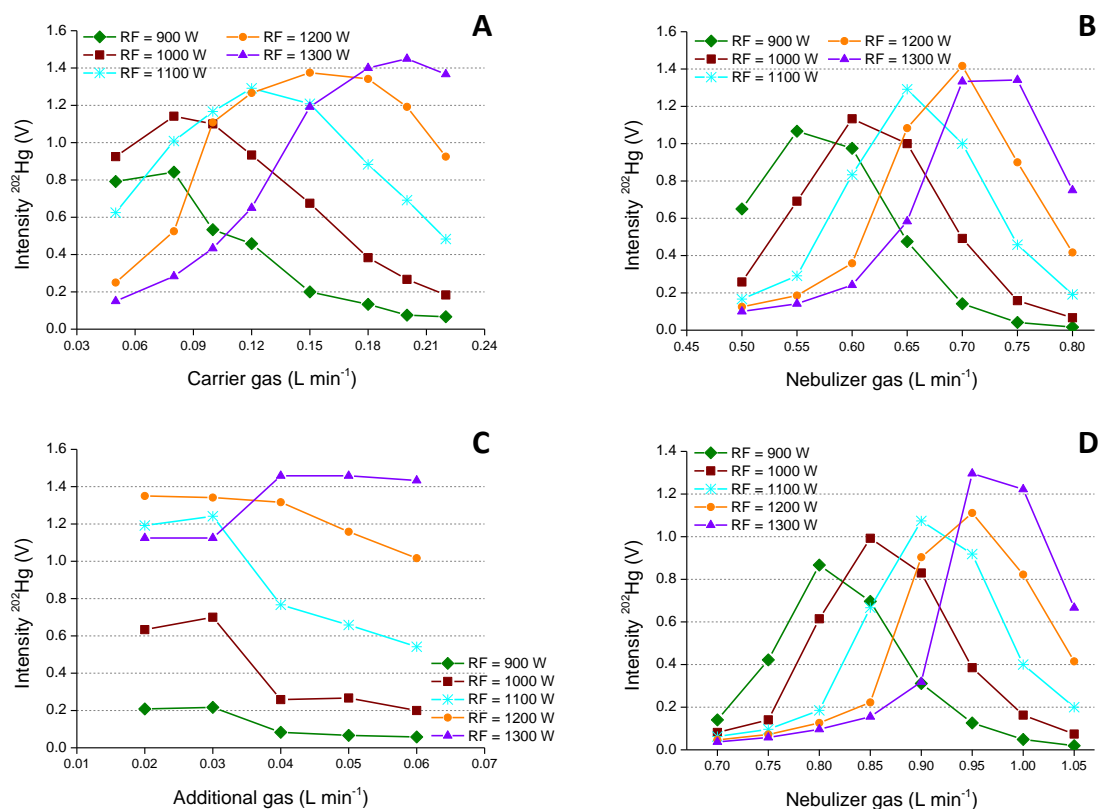 A
RF = 900 W
RF = 1000 W
RF = 1100 W
RF = 1200 W
RF = 1300 W
Intensity ²⁰²Hg (V)
1.6
1.4
1.2
1.0
0.8
0.6
0.4
0.2
0.0
0.03 0.06 0.09 0.12 0.15 0.18 0.21 0.24
Carrier gas (L min⁻¹)
B
RF = 900 W
RF = 1000 W
RF = 1100 W
RF = 1200 W
RF = 1300 W
Intensity ²⁰²Hg (V)
1.6
1.4
1.2
1.0
0.8
0.6
0.4
0.2
0.0
0.45 0.50 0.55 0.60 0.65 0.70 0.75 0.80
Nebulizer gas (L min⁻¹)
C
Intensity ²⁰²Hg (V)
1.6
1.4
1.2
1.0
0.8
0.6
0.4
0.2
0.0
RF = 900 W
RF = 1000 W
RF = 1100 W
RF = 1200 W
RF = 1300 W
0.01 0.02 0.03 0.04 0.05 0.06 0.07
Additional gas (L min⁻¹)
D
RF = 900 W
RF = 1000 W
RF = 1100 W
RF = 1200 W
RF = 1300 W
Intensity ²⁰²Hg (V)
1.4
1.2
1.0
0.8
0.6
0.4
0.2
0.0
0.70 0.75 0.80 0.85 0.90 0.95 1.00 1.05
Nebulizer gas (L min⁻¹)